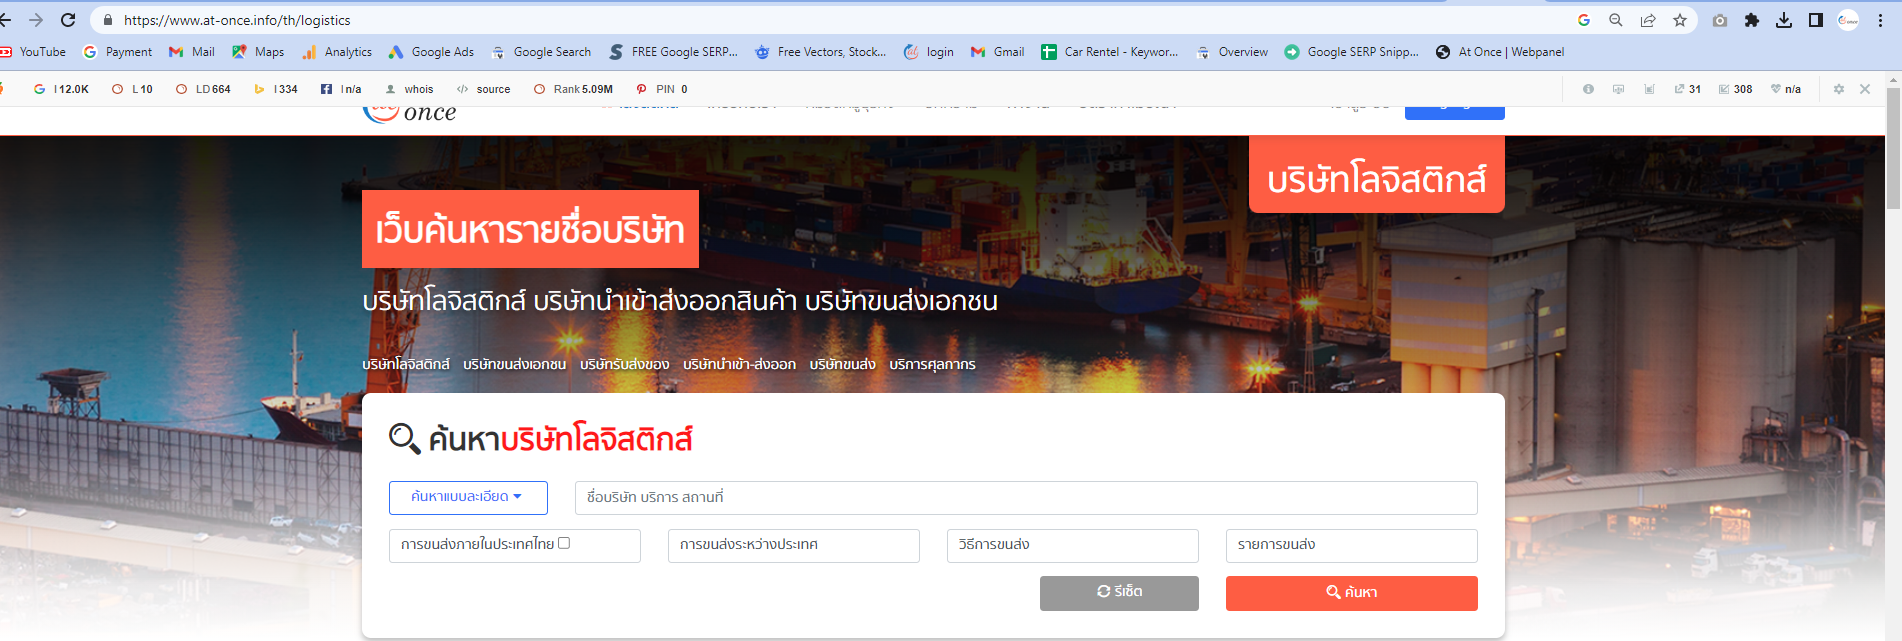 https://www.at-once.info/th/logistics
YouTube Payment Mail Maps Analytics Google Ads Google Search FREE Google SERP... Free Vectors, Stock... login Gmail Car Rentel - Keywor... Overview Google SERP Snipp... At Once | Webpanel
I 12.0K L 10 LD 664 I 334 I n/a whois source Rank 5.09M PIN 0 31 308 n/a
once
บริษัทโลจิสติกส์
เว็บค้นหารายชื่อบริษัท
บริษัทโลจิสติกส์ บริษัทนำเข้าส่งออกสินค้า บริษัทขนส่งเอกชน
บริษัทโลจิสติกส์ บริษัทขนส่งเอกชน บริษัทรับส่งของ บริษัทนำเข้า-ส่งออก บริษัทขนส่ง บริการศุลกากร
ค้นหาบริษัทโลจิสติกส์
ค้นหาแบบละเอียด ชื่อบริษัท บริการ สถานที่
การขนส่งภายในประเทศไทย การขนส่งระหว่างประเทศ วิธีการขนส่ง รายการขนส่ง
รีเซ็ต ค้นหา